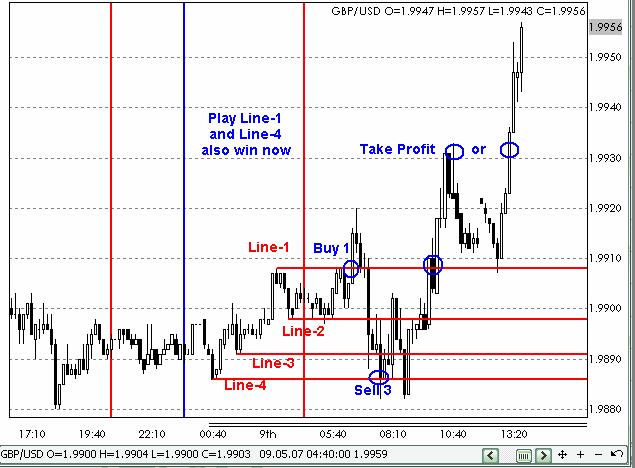 GBP/USD O=1.9947 H=1.9957 L=1.9943 C=1.9956
1.9956
1.9950
1.9940
Play Line-1
and Line-4
also win now
Take Profit or
1.9930
1.9920
Line-1
Buy 1
1.9910
1.9900
Line-2
Line-3
1.9890
Line-4
Sell 3
1.9880
17:10 19:40 22:10 00:40 9th 05:40 08:10 10:40 13:20
GBP/USD O=1.9900 H=1.9904 L=1.9900 C=1.9903 09.05.07 04:40:00 1.9959